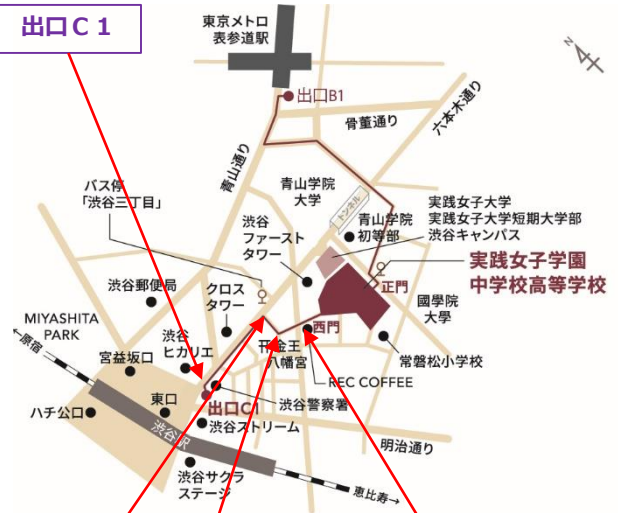 出口C1
東京メトロ
表参道駅
N
出口B1
骨董通り
六本木通り
青山通り
バス停
「渋谷三丁目」
青山学院
大学
トンネル
青山学院
初等部
実践女子大学
実践女子大学短期大学部
渋谷キャンパス
渋谷
ファースト
タワー
実践女子学園
中学校高等学校
正門
渋谷郵便局
クロス
タワー
國學院
大學
MIYASHITA
PARK
←原宿
渋谷
ヒカリエ
西門
金王
八幡宮
常磐松小学校
宮益坂口
REC COFFEE
ハチ公口
東口
出口C1
渋谷警察署
渋谷ストリーム
明治通り
渋谷駅
渋谷サクラ
ステージ
恵比寿→